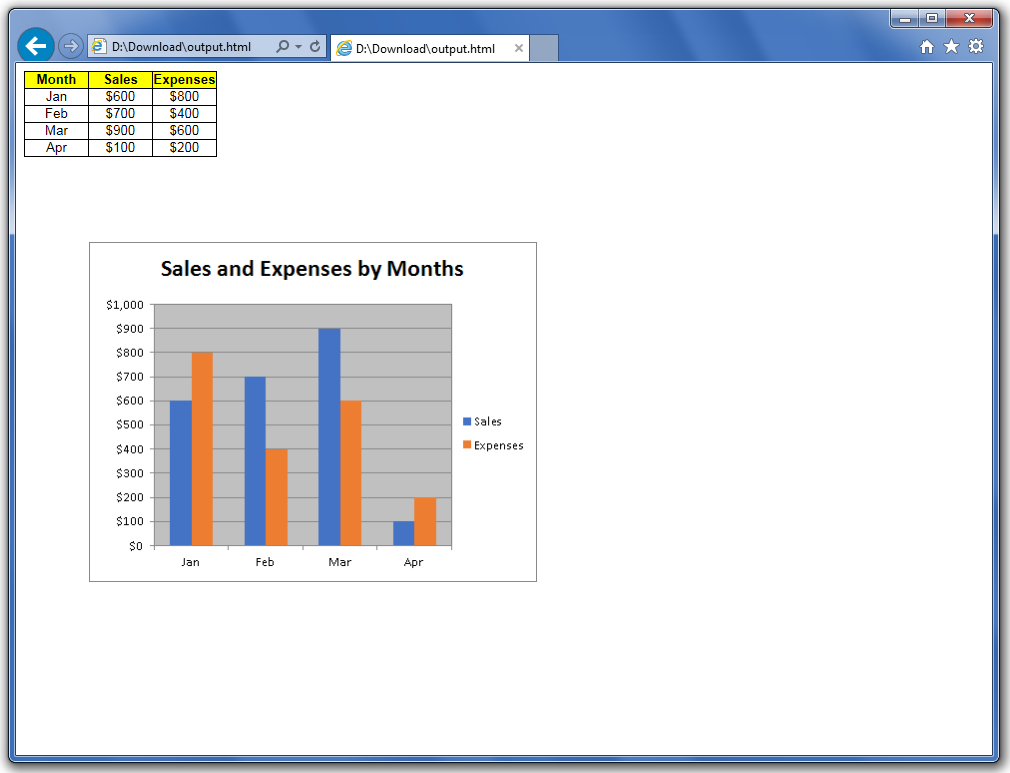 D:\Download\output.html
D:\Download\output.html
Month Sales Expenses
Jan $600 $800
Feb $700 $400
Mar $900 $600
Apr $100 $200
Sales and Expenses by Months
$1,000
$900
$800
$700
$600
$500
$400
$300
$200
$100
$0
Jan Feb Mar Apr
Sales
Expenses